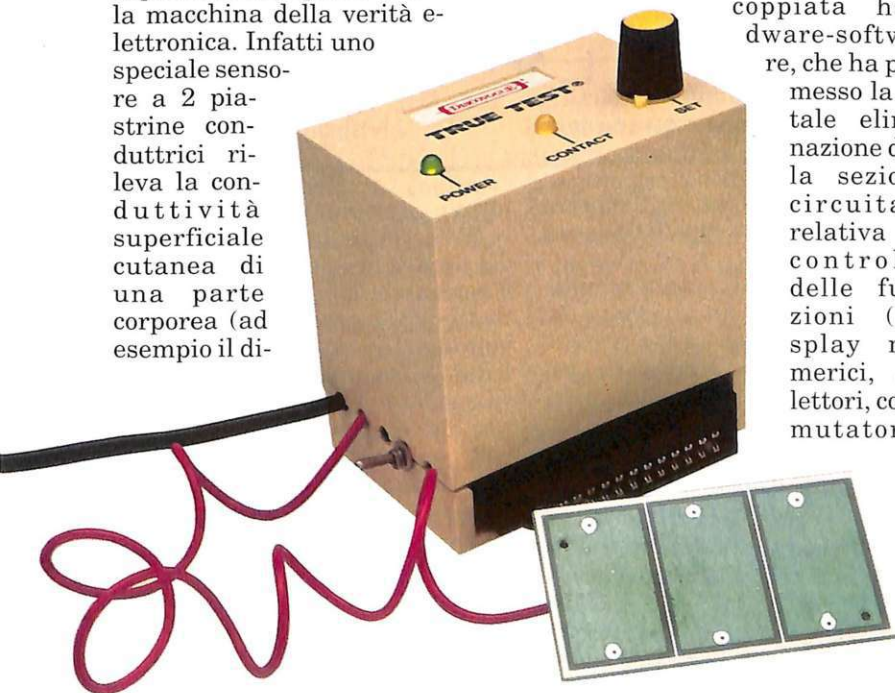 la macchina della verità e-
lettronica. Infatti uno
speciale senso-
re a 2 pia-
strine con-
duttrici ri-
leva la con-
duttività
superficiale
cutanea di
una parte
corporea (ad
esempio il di-
TRUE TEST®
POWER
CONTACT
SET
coppiata h
dware-softw
re, che ha p
messo la
tale elin
nazione d
la sezio
circuita
relativa
control
delle fu
zioni (
splay n
merici,
lettori, co
mutator